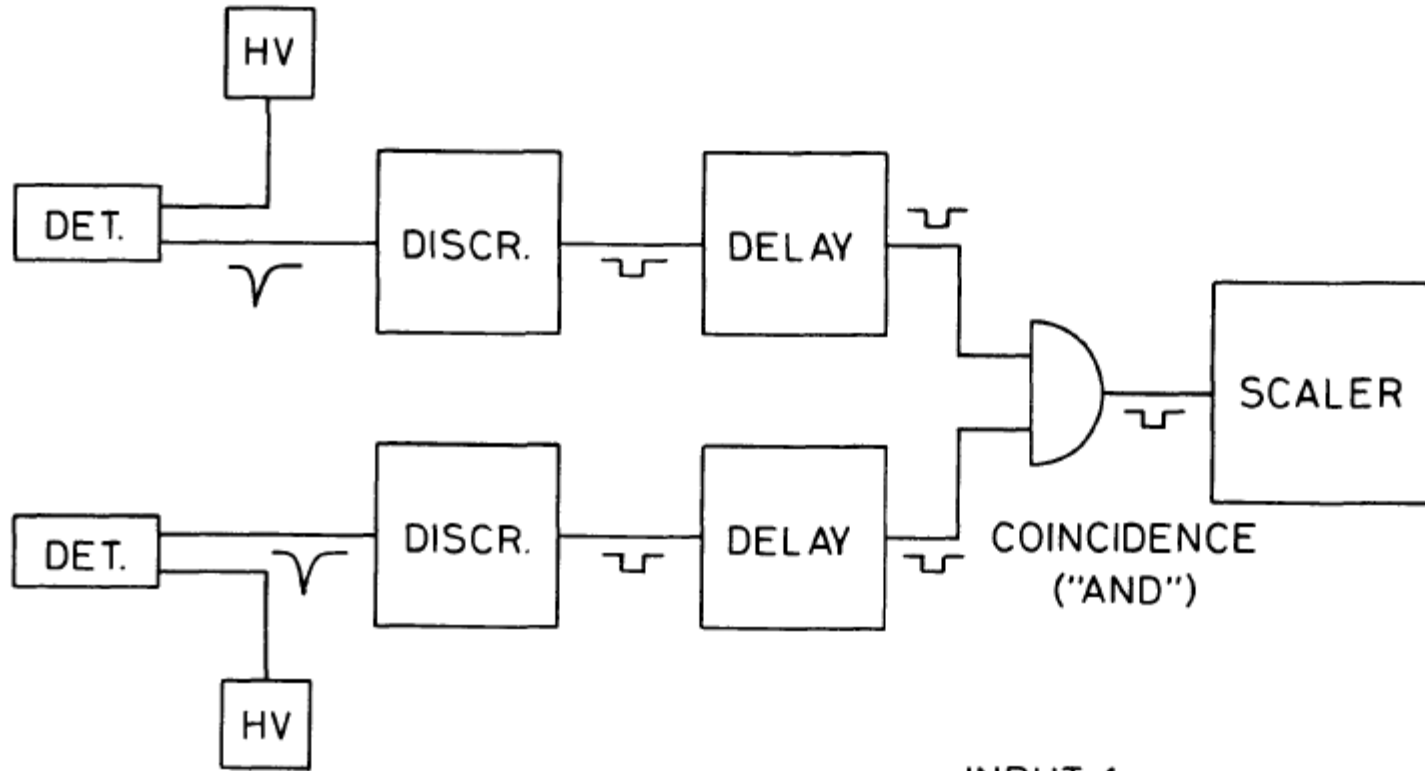 HV
DET.
DISCR.
DELAY
SCALER
DET.
DISCR.
DELAY
COINCIDENCE
("AND")
HV